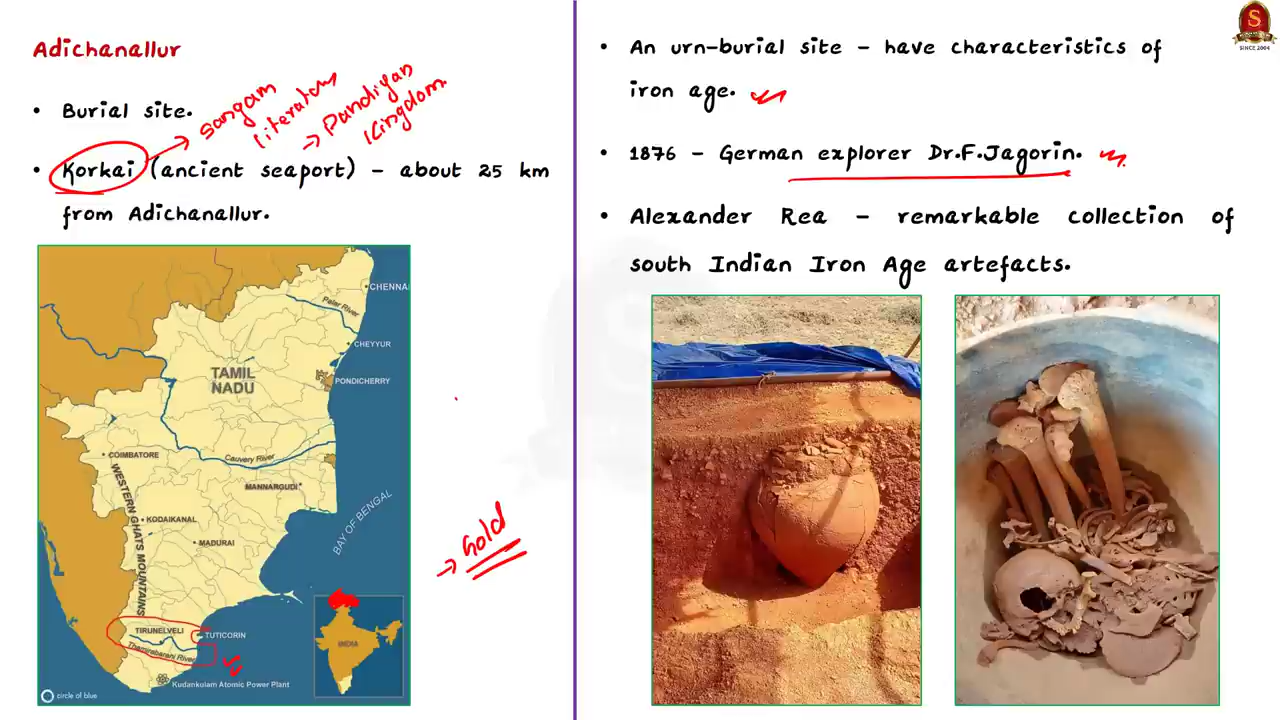 Adichanallur
• Burial site.
Sangam
literature
→ Pandiyan
Kingdom
• Korkai (ancient seaport) – about 25 km
from Adichanallur.
CHENNAI
Palar River
CHEYYUR
TAMIL
NADU
PONDICHERRY
COIMBATORE
Cauvery River
MANNARGUDI
WESTERN GHATS MOUNTAINS
KODAIKANAL
MADURAI
BAY OF BENGAL
TIRUNELVELI
TUTICORIN
Thamirabarani River
Kudankulam Atomic Power Plant
INDIA
circle of blue
→ Gold
• An urn-burial site – have characteristics of
iron age.
• 1876 – German explorer Dr.F.Jagorin.
• Alexander Rea – remarkable collection of
south Indian Iron Age artefacts.
S
SINCE 2004